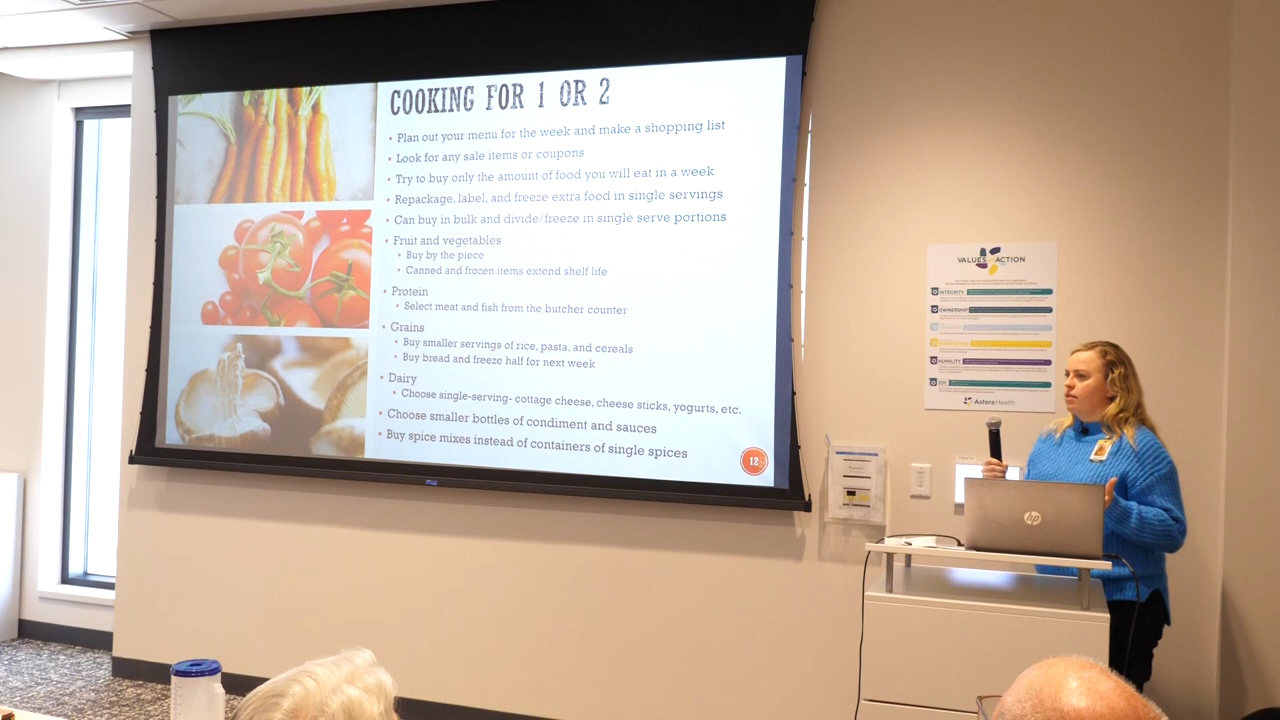 COOKING FOR 1 OR 2
Plan out your menu for the week and make a shopping list
Look for any sale items or coupons
Try to buy only the amount of food you will eat in a week
Repackage, label, and freeze extra food in single servings
Can buy in bulk and divide/freeze in single serve portions
Fruit and vegetables
Buy by the piece
Canned and frozen items extend shelf life
Protein
Select meat and fish from the butcher counter
Grains
Buy smaller servings of rice, pasta, and cereals
Buy bread and freeze half for next week
Dairy
Choose single-serving- cottage cheese, cheese sticks, yogurts, etc.
Choose smaller bottles of condiment and sauces
Buy spice mixes instead of containers of single spices
12
VALUES ACTION
INTEGRITY
OWNERSHIP
HUMILITY
JOY
AsteraHealth
hp